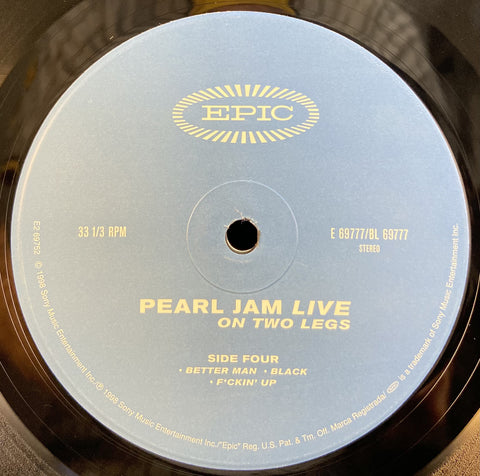 EPIC
33 1/3 RPM
E 69777/BL 69777
STEREO
PEARL JAM LIVE
ON TWO LEGS
SIDE FOUR
• BETTER MAN • BLACK
• F*CKIN' UP
E2 69752 © 1998 Sony Music Entertainment Inc./℗ 1998 Sony Music Entertainment Inc./"Epic" Reg. U.S. Pat. & Tm. Off. Marca Registrada/ EPIC is a trademark of Sony Music Entertainment Inc.